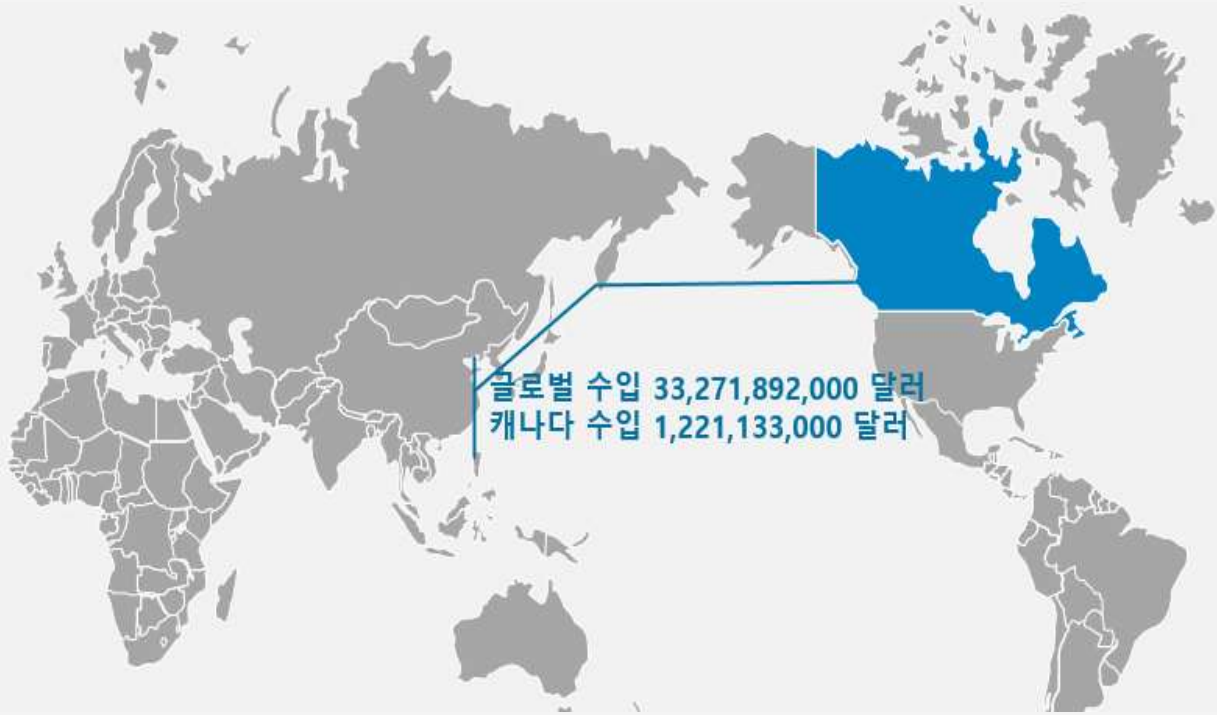 글로벌 수입 33,271,892,000 달러
캐나다 수입 1,221,133,000 달러